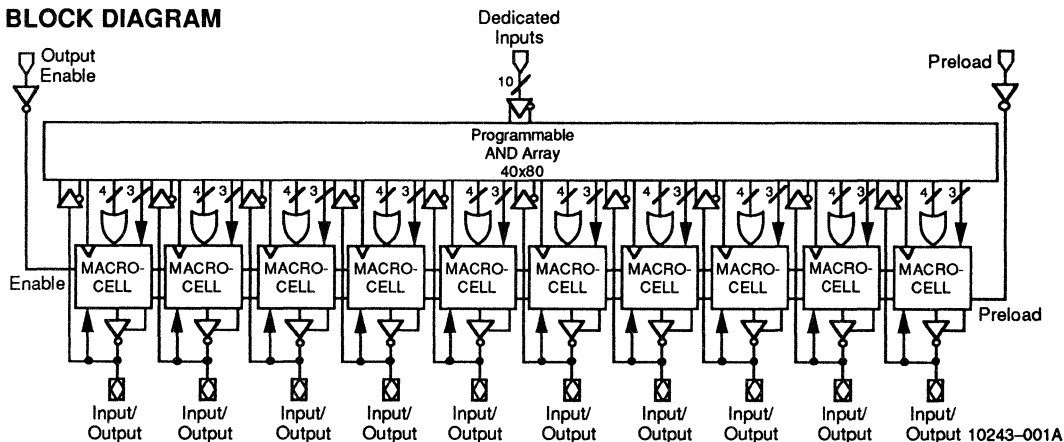 BLOCK DIAGRAM
Dedicated
Inputs
Output
Enable
Preload
10
Programmable
AND Array
40x80
4 3 4 3 4 3 4 3 4 3 4 3 4 3 4 3 4 3 4 3
MACRO- MACRO- MACRO- MACRO- MACRO- MACRO- MACRO- MACRO- MACRO- MACRO-
CELL CELL CELL CELL CELL CELL CELL CELL CELL CELL
Enable
Preload
Input/ Input/ Input/ Input/ Input/ Input/ Input/ Input/ Input/ Input/
Output Output Output Output Output Output Output Output Output Output 10243–001A